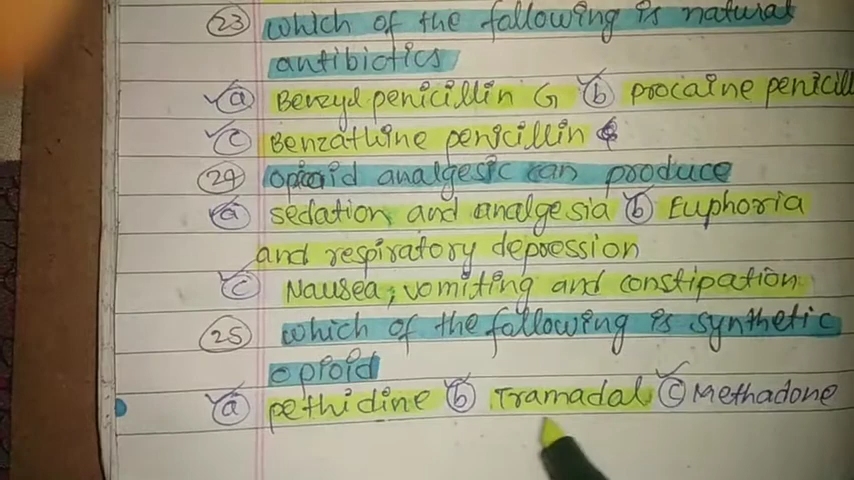 (23) which of the following is natural
antibiotics
(a) Benzyl penicillin G (b) procaine penicill
(c) Benzathine penicillin
(24) opioid analgesic can produce
(a) sedation and analgesia (b) Euphoria
and respiratory depression
(c) Nausea, vomiting and constipation
(25) which of the following is synthetic
opioid
(a) pethidine (b) Tramadal (c) Methadone